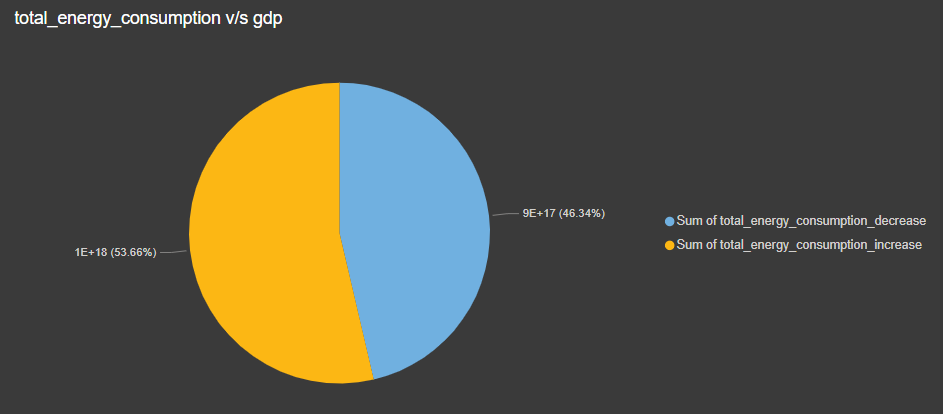 total_energy_consumption v/s gdp
9E+17 (46.34%)
1E+18 (53.66%)
Sum of total_energy_consumption_decrease
Sum of total_energy_consumption_increase